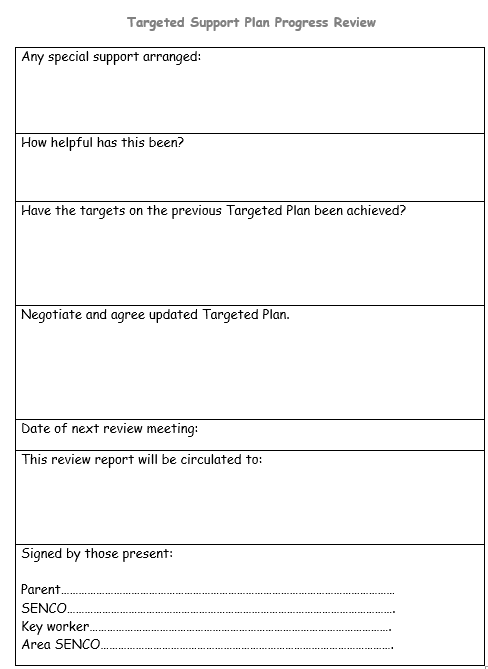 Targeted Support Plan Progress Review
Any special support arranged:
How helpful has this been?
Have the targets on the previous Targeted Plan been achieved?
Negotiate and agree updated Targeted Plan.
Date of next review meeting:
This review report will be circulated to:
Signed by those present:
Parent……………………………………………………………………………………………
SENCO…………………………………………………………………………………………….
Key worker……………………………………………………………………………………….
Area SENCO……………………………………………………………………………………….